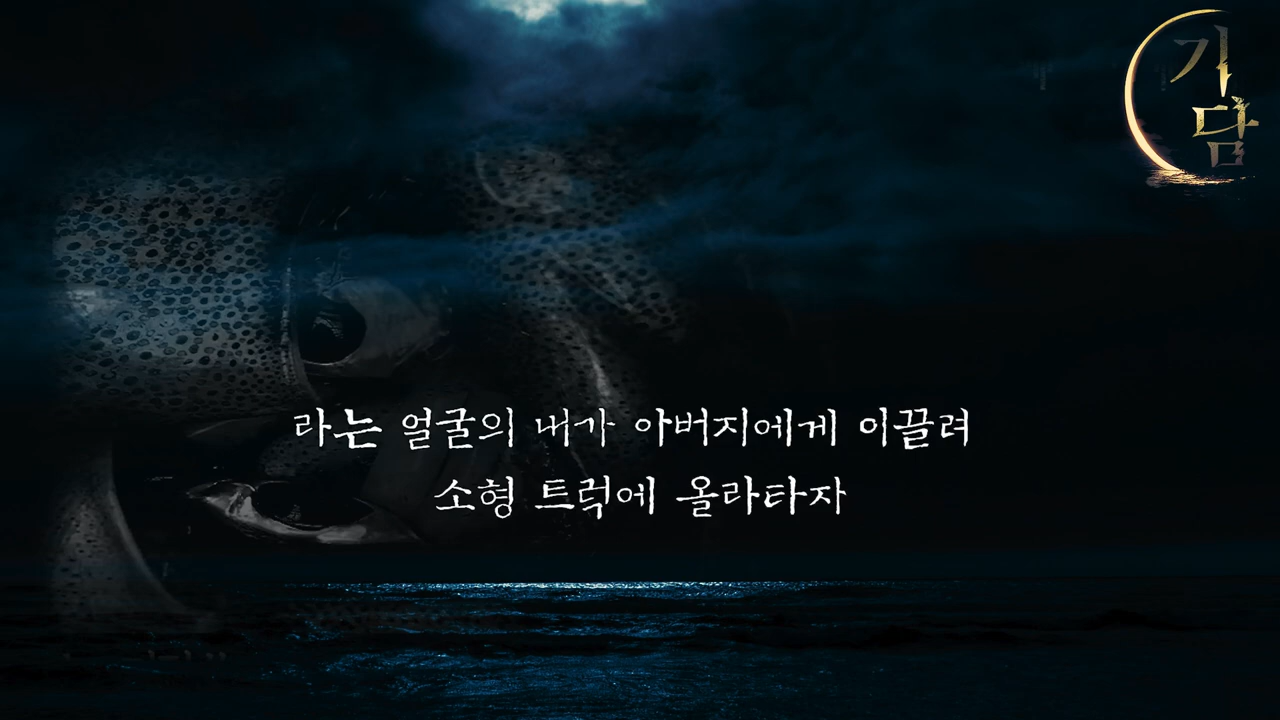 기
담
라는 얼굴의 내가 아버지에게 이끌려
소형 트럭에 올라타자